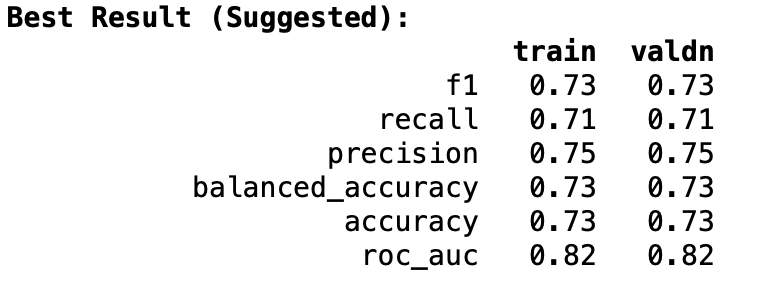 Best Result (Suggested):
train valdn
f1 0.73 0.73
recall 0.71 0.71
precision 0.75 0.75
balanced_accuracy 0.73 0.73
accuracy 0.73 0.73
roc_auc 0.82 0.82